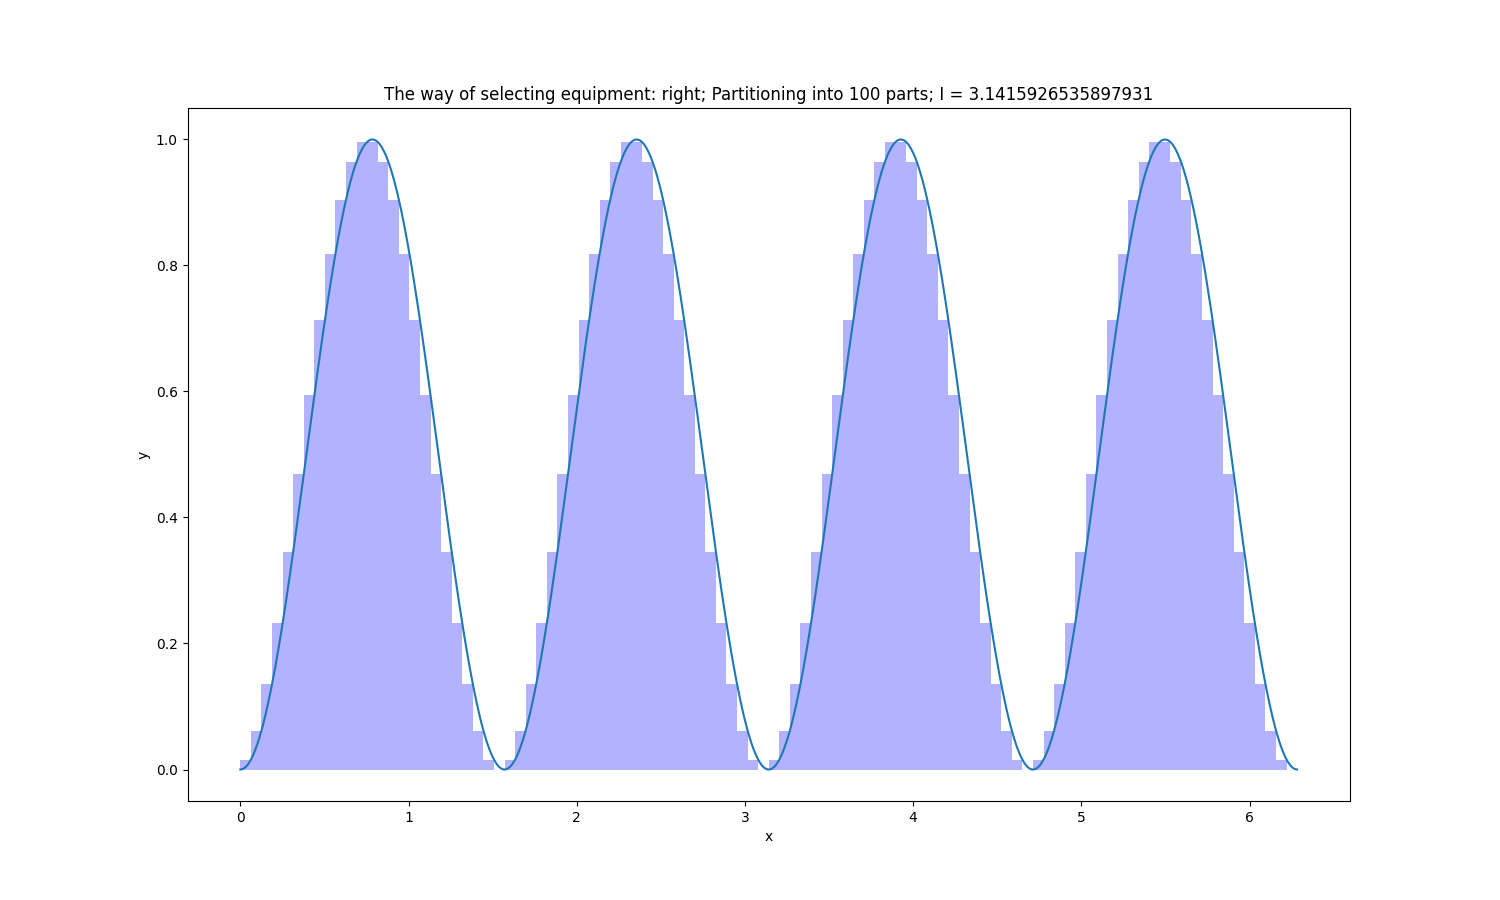 The way of selecting equipment: right; Partitioning into 100 parts; I = 3.1415926535897931
1.0
0.8
0.6
y
0.4
0.2
0.0
0 1 2 3 4 5 6
x